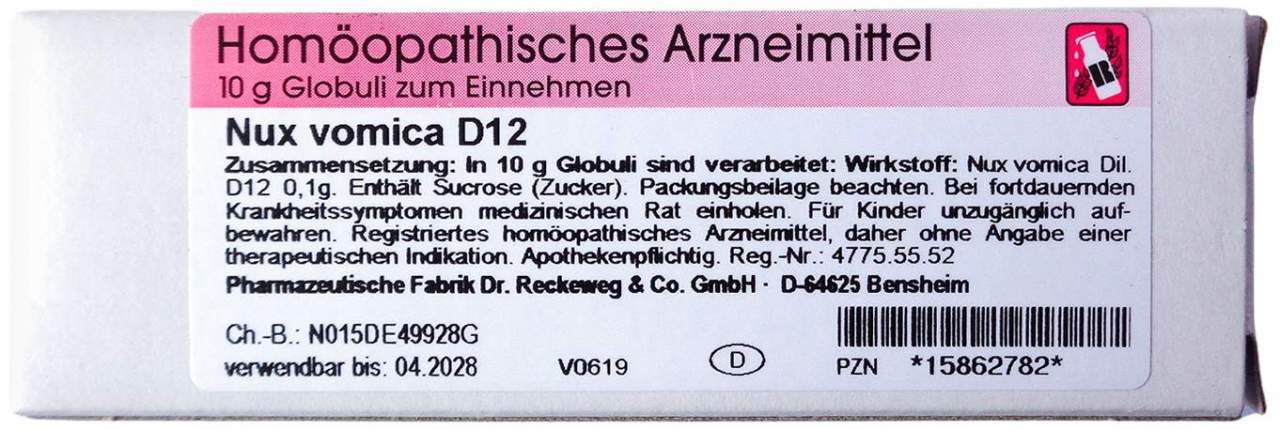 Homöopathisches Arzneimittel
10 g Globuli zum Einnehmen
R
Nux vomica D12
Zusammensetzung: In 10 g Globuli sind verarbeitet: Wirkstoff: Nux vomica Dil.
D12 0,1g. Enthält Sucrose (Zucker). Packungsbeilage beachten. Bei fortdauernden
Krankheitssymptomen medizinischen Rat einholen. Für Kinder unzugänglich auf-
bewahren. Registriertes homöopathisches Arzneimittel, daher ohne Angabe einer
therapeutischen Indikation. Apothekenpflichtig. Reg.-Nr.: 4775.55.52
Pharmazeutische Fabrik Dr. Reckeweg & Co. GmbH · D-64625 Bensheim
Ch.-B.: N015DE49928G
verwendbar bis: 04.2028 V0619 D PZN *15862782*